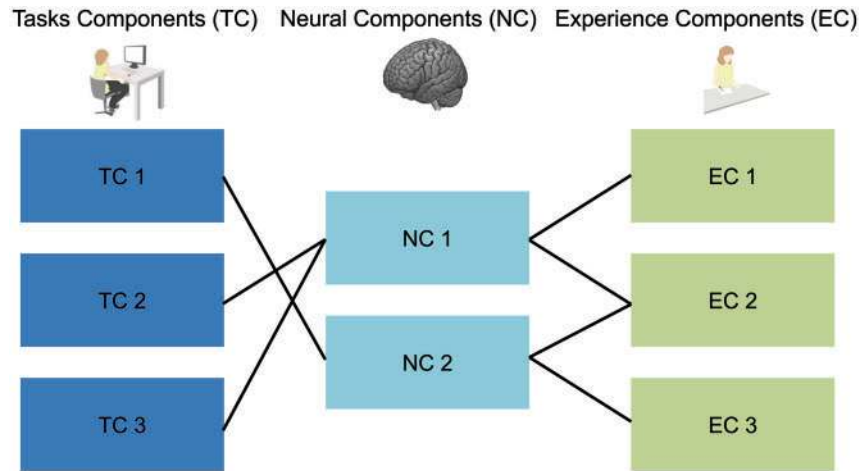 Tasks Components (TC) Neural Components (NC) Experience Components (EC)
TC 1
TC 2
TC 3
NC 1
NC 2
EC 1
EC 2
EC 3